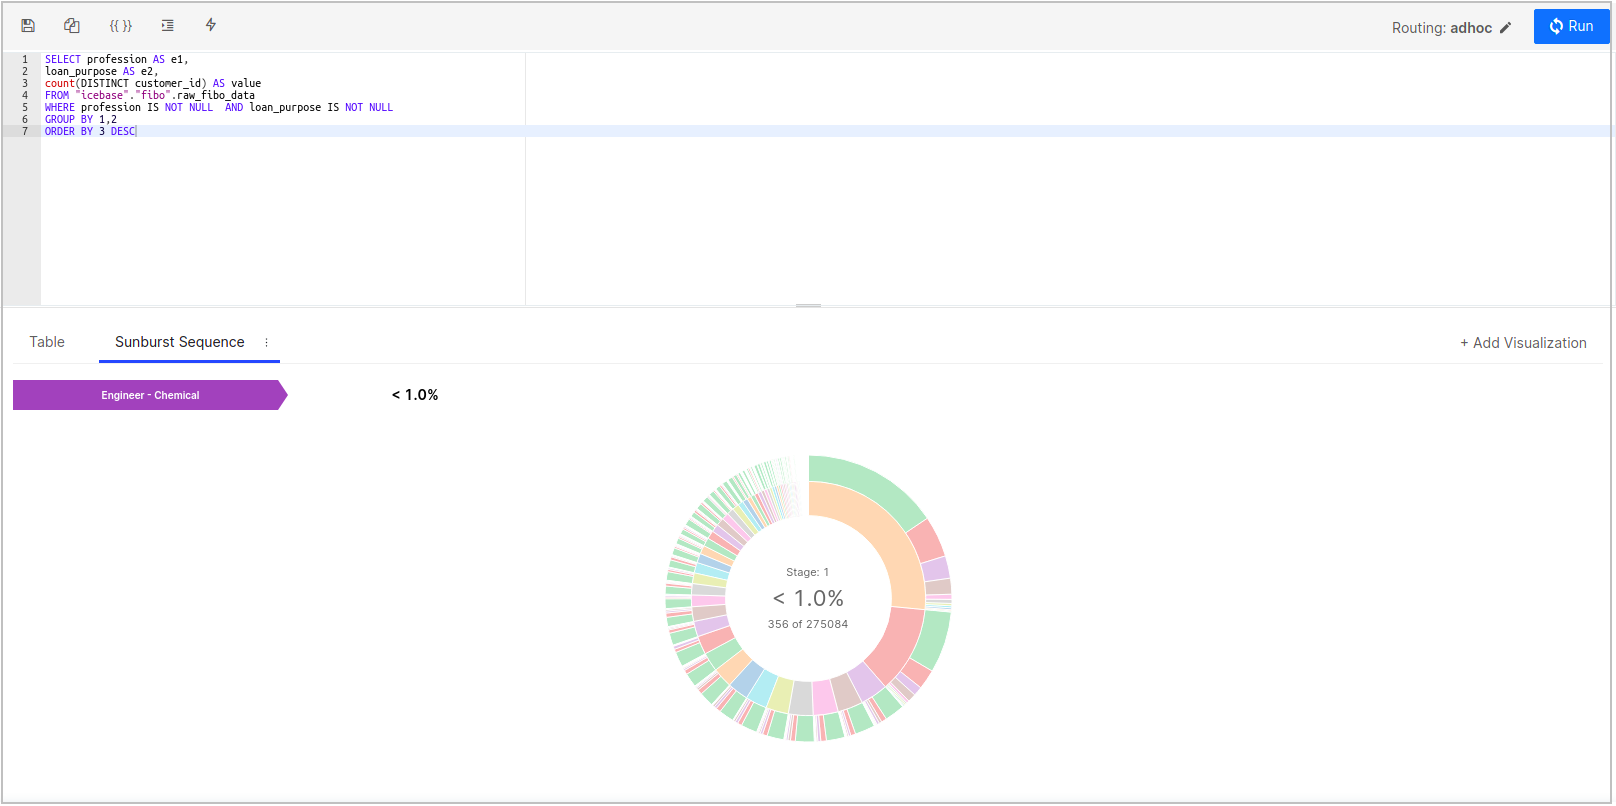 {{ }}
Routing: adhoc
Run
1 SELECT profession AS e1,
2 loan_purpose AS e2,
3 count(DISTINCT customer_id) AS value
4 FROM "icebase"."fibo".raw_fibo_data
5 WHERE profession IS NOT NULL  AND loan_purpose IS NOT NULL
6 GROUP BY 1,2
7 ORDER BY 3 DESC
Table
Sunburst Sequence
+ Add Visualization
Engineer - Chemical
< 1.0%
Stage: 1
< 1.0%
356 of 275084